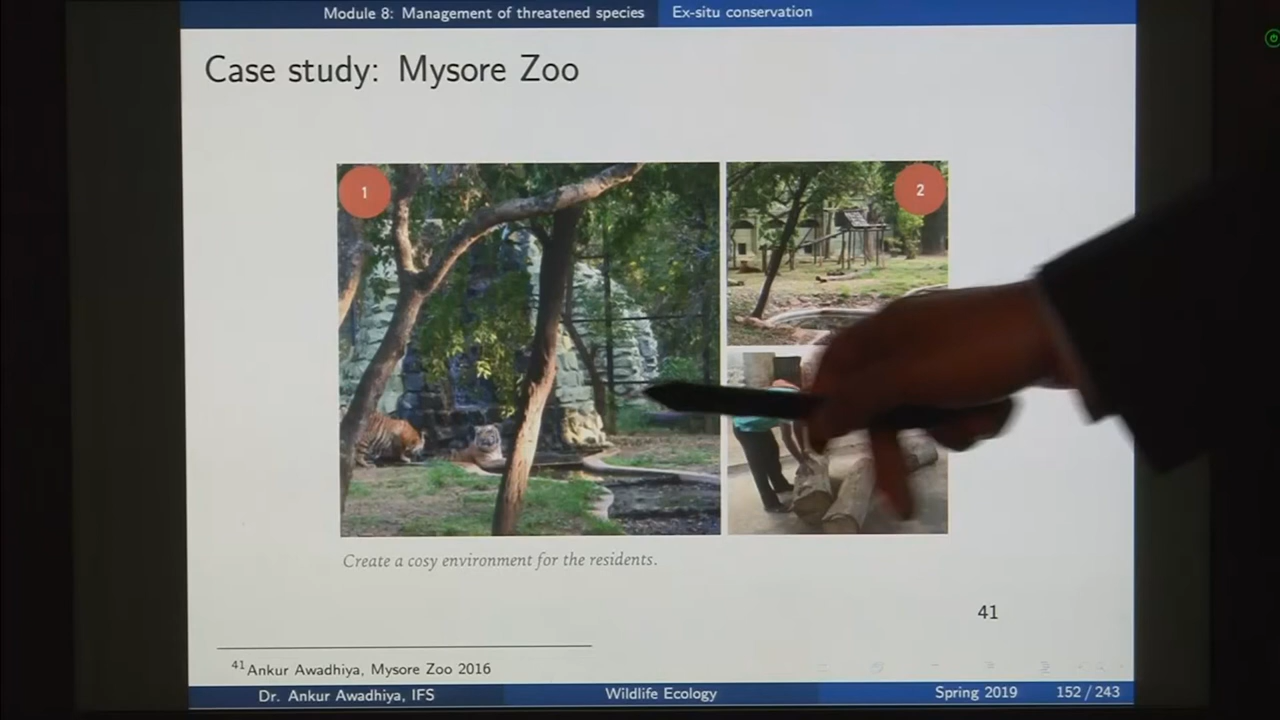 Module 8: Management of threatened species Ex-situ conservation
Case study: Mysore Zoo
1
2
Create a cosy environment for the residents.
41
41 Ankur Awadhiya, Mysore Zoo 2016
Dr. Ankur Awadhiya, IFS Wildlife Ecology Spring 2019 152 / 243